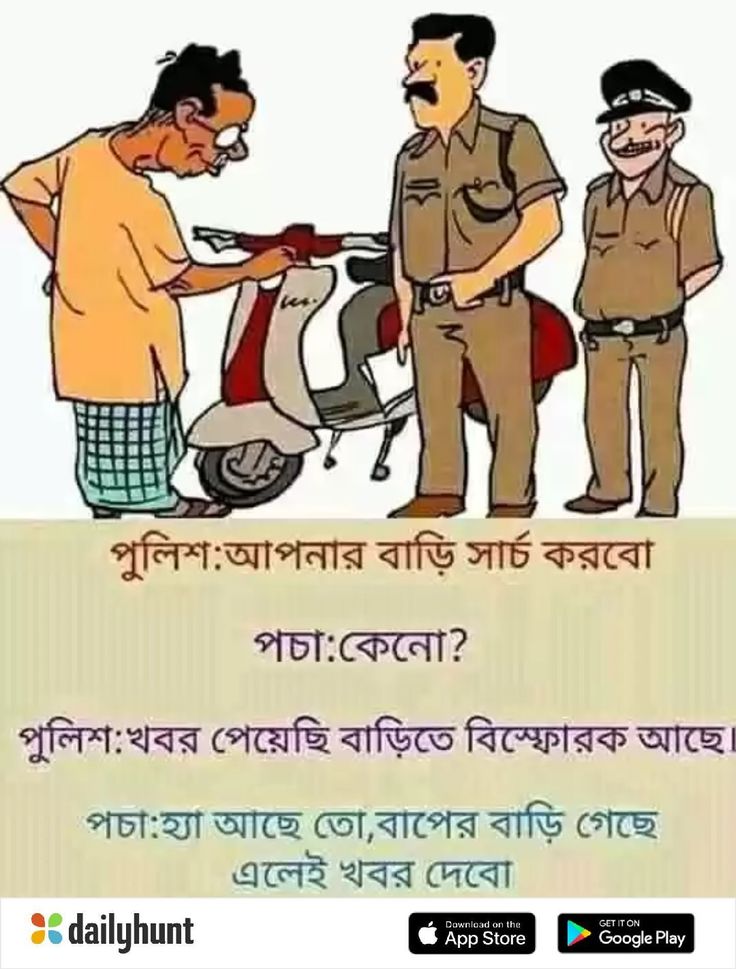 পুলিশ:আপনার বাড়ি সার্চ করবো
পচা:কেনো?
পুলিশ:খবর পেয়েছি বাড়িতে বিস্ফোরক আছে।
পচা:হ্যা আছে তো,বাপের বাড়ি গেছে
এলেই খবর দেবো
dailyhunt
Download on the
App Store
GET IT ON
Google Play